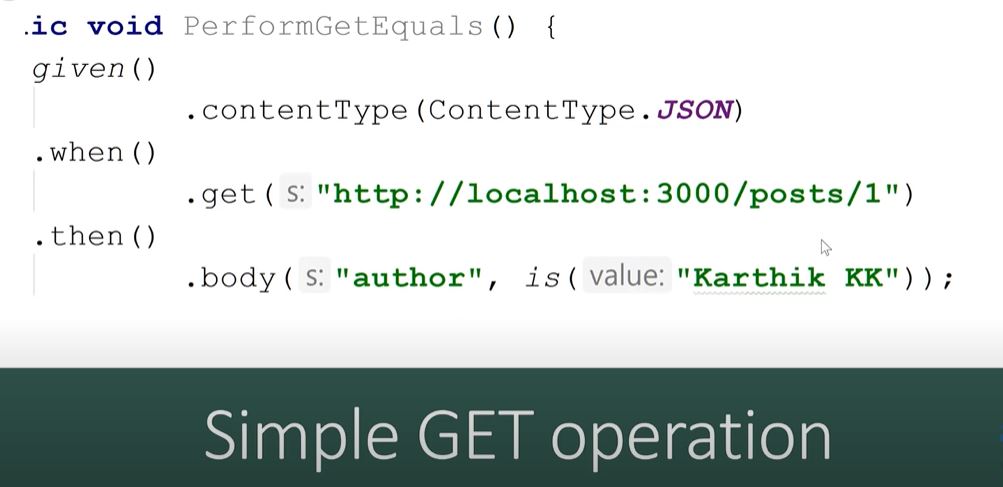 .ic void PerformGetEquals() {
given()
.contentType(ContentType.JSON)
.when()
.get( s: "http://localhost:3000/posts/1")
.then()
.body( s: "author", is( value: "Karthik KK"));
Simple GET operation